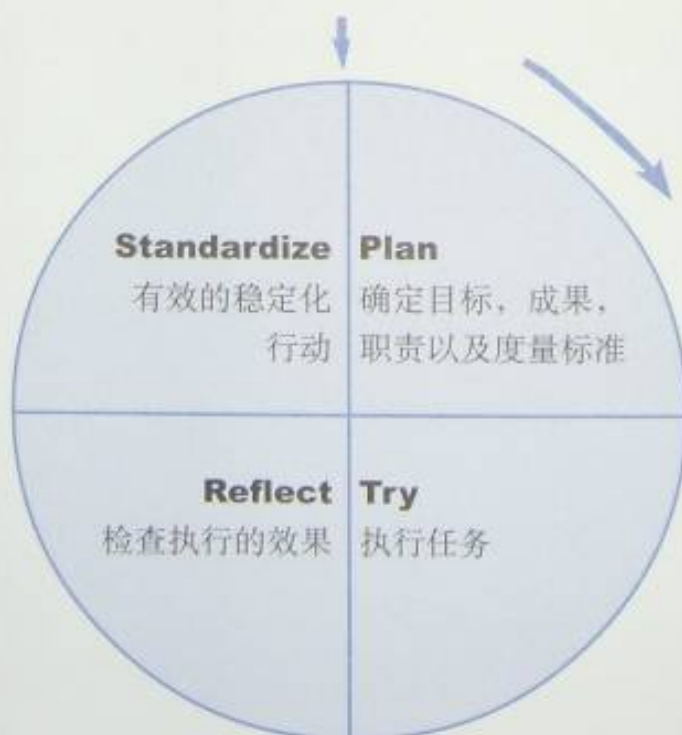 Standardize
有效的稳定化
行动
Plan
确定目标，成果，
职责以及度量标准
Reflect
检查执行的效果
Try
执行任务